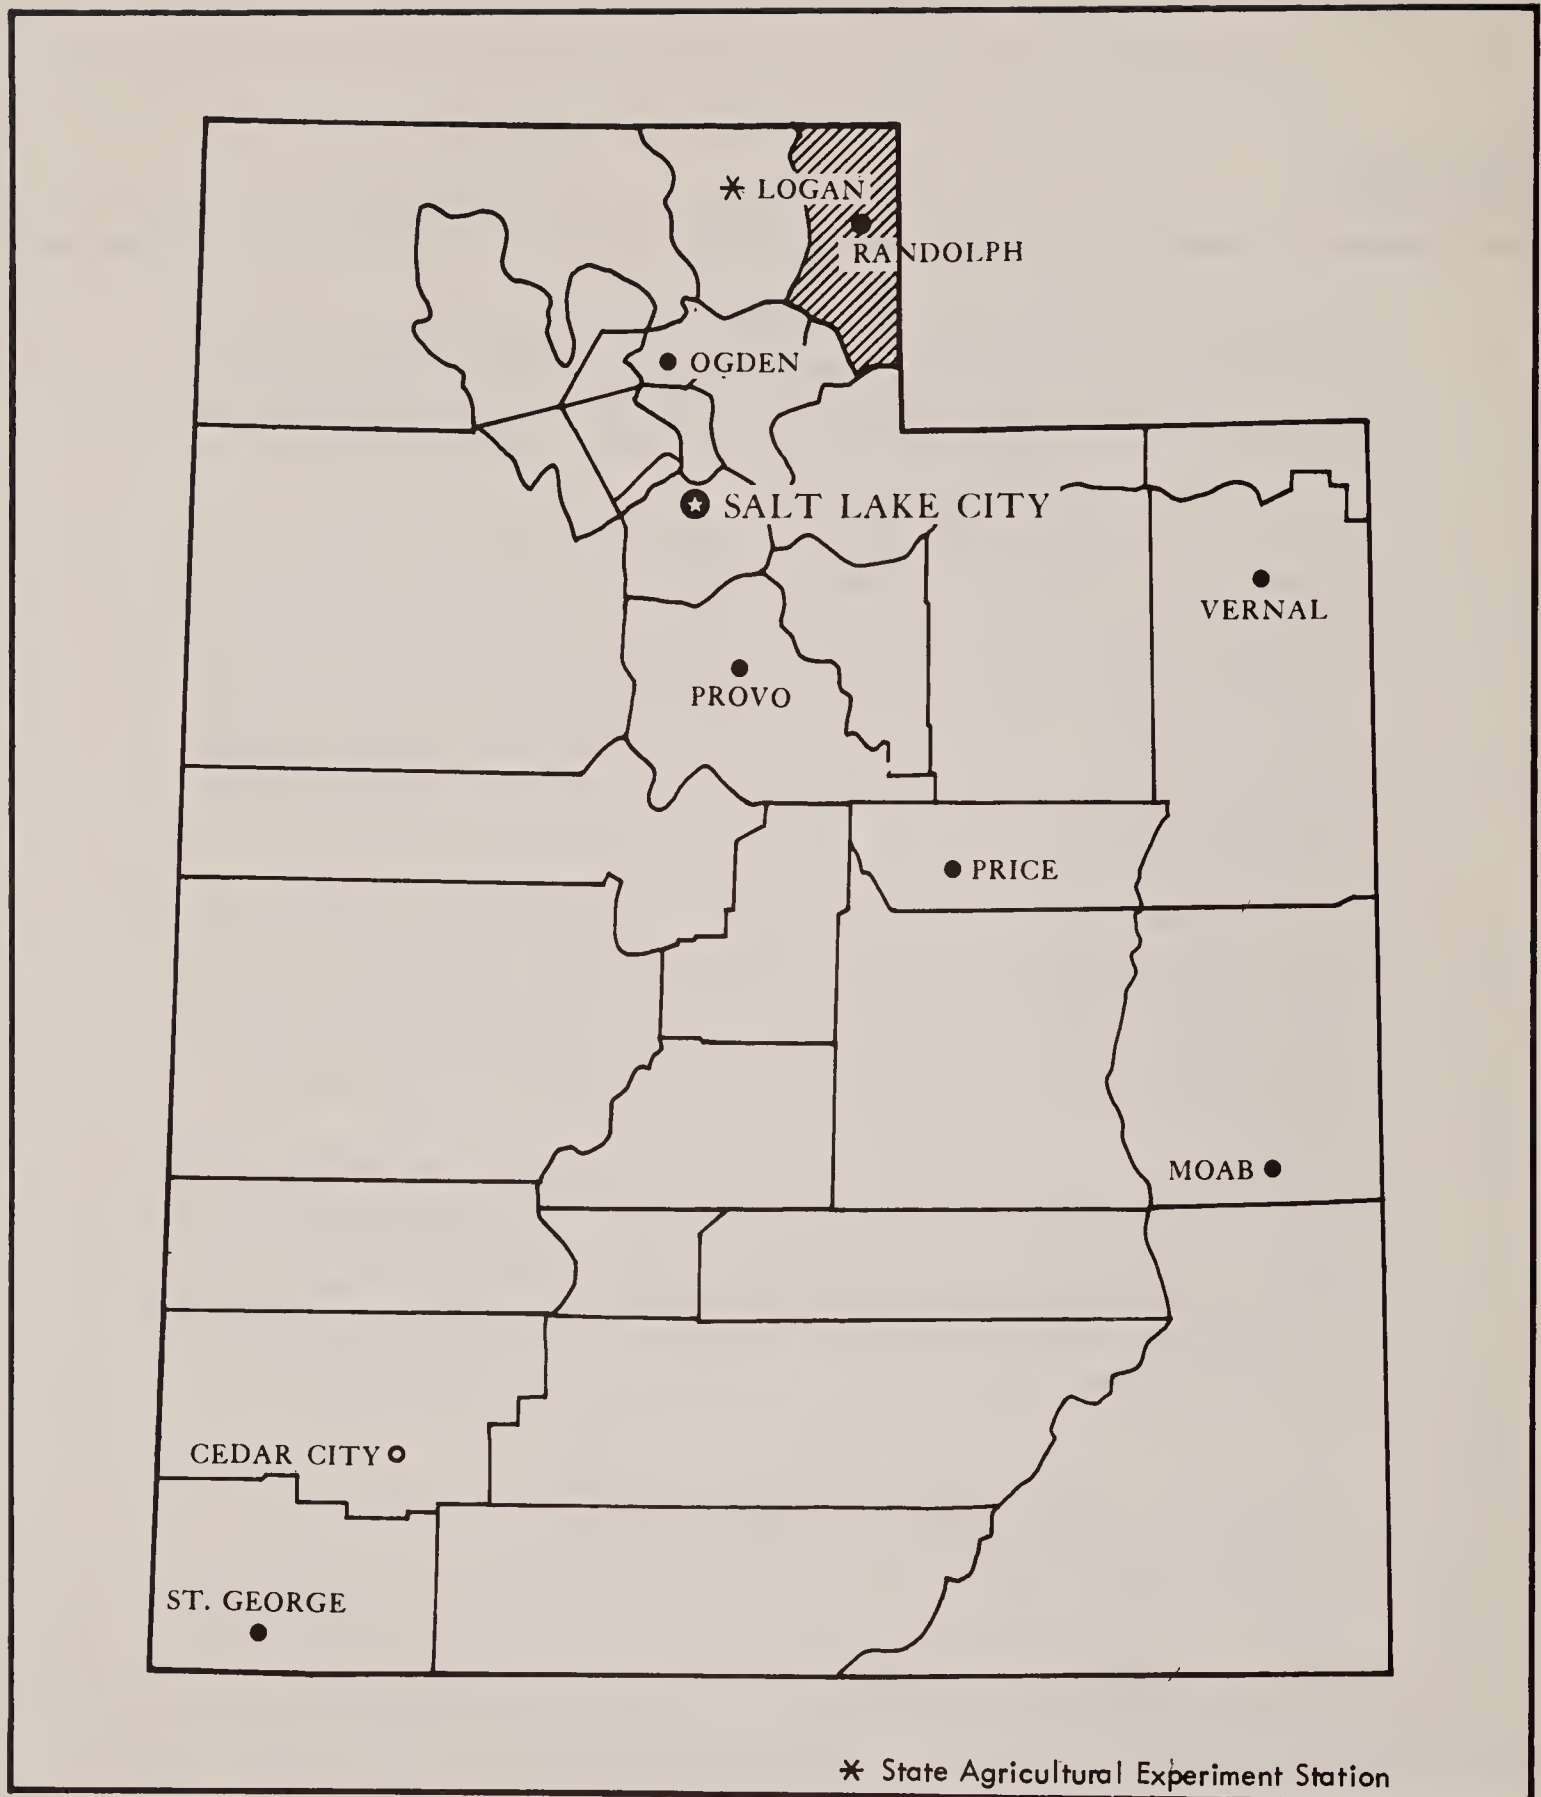 LOGAN
RANDOLPH
OGDEN
SALT LAKE CITY
VERNAL
PROVO
PRICE
MOAB
CEDAR CITY
ST. GEORGE
* State Agricultural Experiment Station